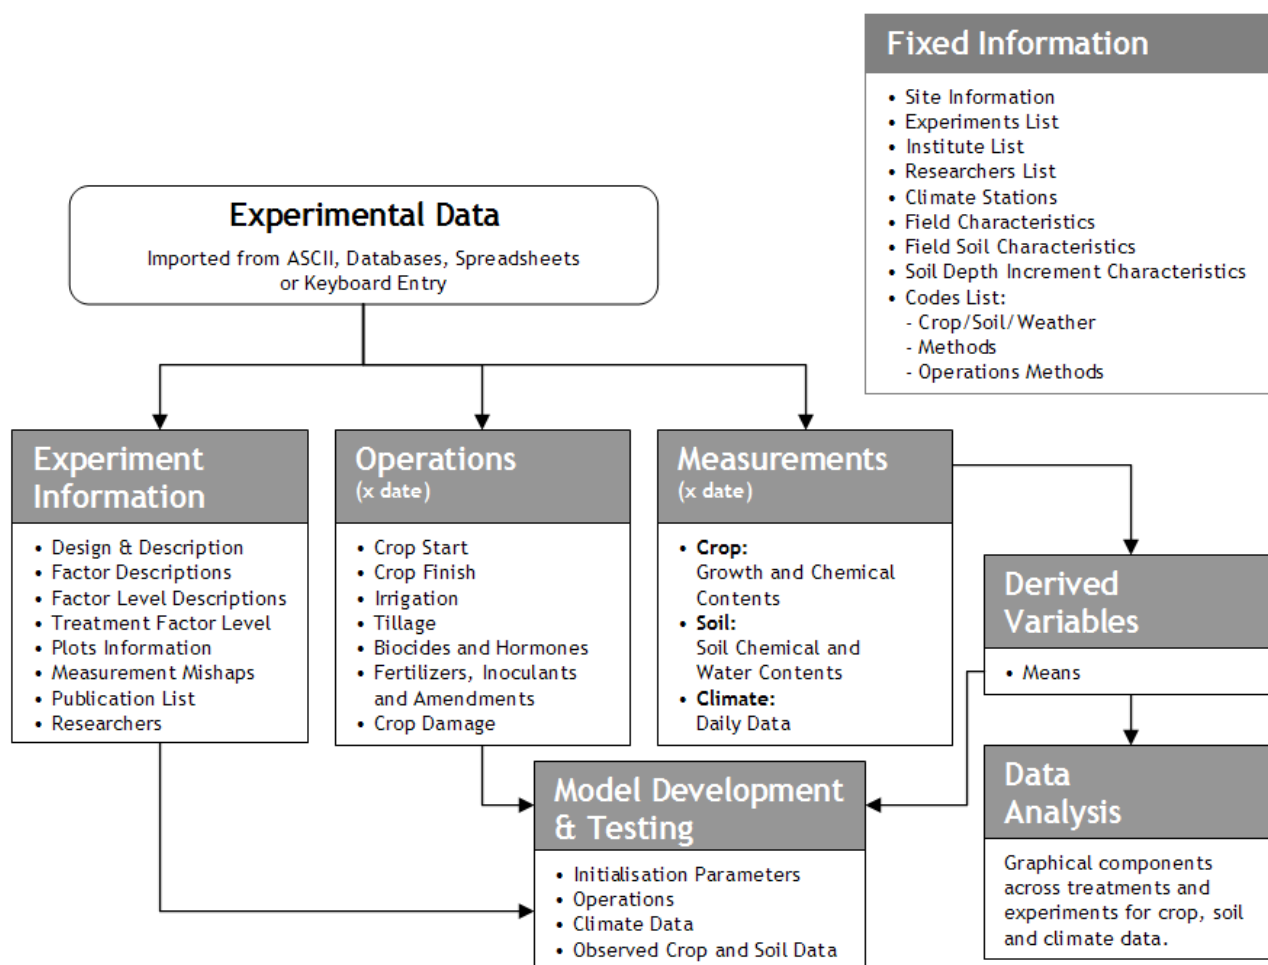 Fixed Information
• Site Information
• Experiments List
• Institute List
• Researchers List
• Climate Stations
• Field Characteristics
• Field Soil Characteristics
• Soil Depth Increment Characteristics
• Codes List:
- Crop/Soil/Weather
- Methods
- Operations Methods
Experimental Data
Imported from ASCII, Databases, Spreadsheets
or Keyboard Entry
Experiment
Information
• Design & Description
• Factor Descriptions
• Factor Level Descriptions
• Treatment Factor Level
• Plots Information
• Measurement Mishaps
• Publication List
• Researchers
Operations
(x date)
• Crop Start
• Crop Finish
• Irrigation
• Tillage
• Biocides and Hormones
• Fertilizers, Inoculants
and Amendments
• Crop Damage
Measurements
(x date)
• Crop:
Growth and Chemical
Contents
• Soil:
Soil Chemical and
Water Contents
• Climate:
Daily Data
Derived
Variables
• Means
Model Development
& Testing
• Initialisation Parameters
• Operations
• Climate Data
• Observed Crop and Soil Data
Data
Analysis
Graphical components
across treatments and
experiments for crop, soil
and climate data.